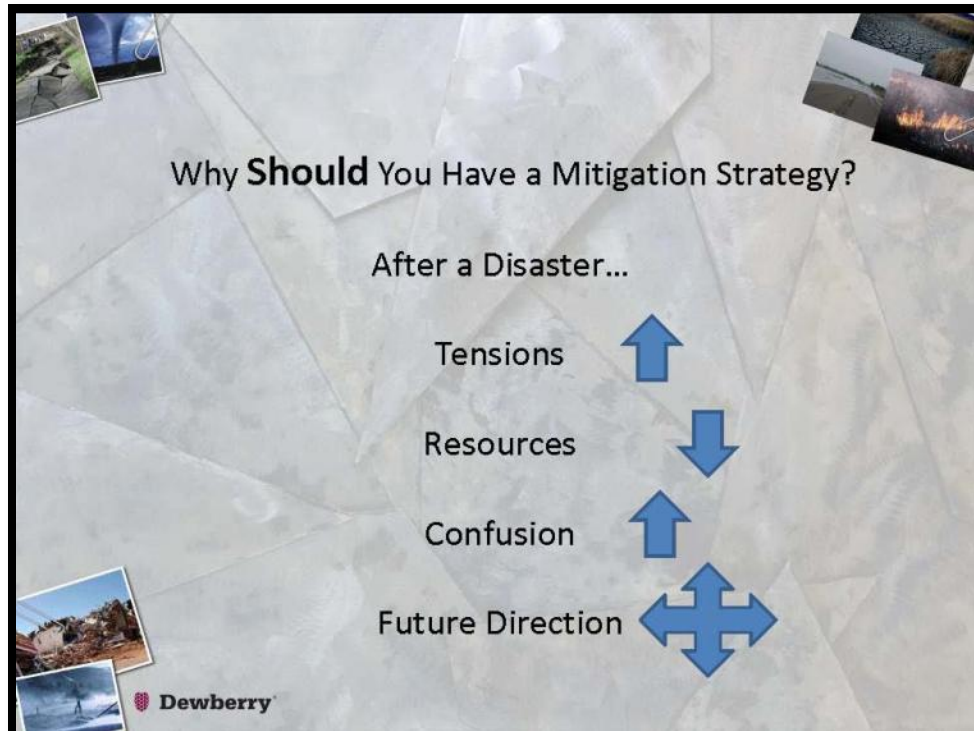 Why Should You Have a Mitigation Strategy?
After a Disaster…
Tensions
Resources
Confusion
Future Direction
Dewberry